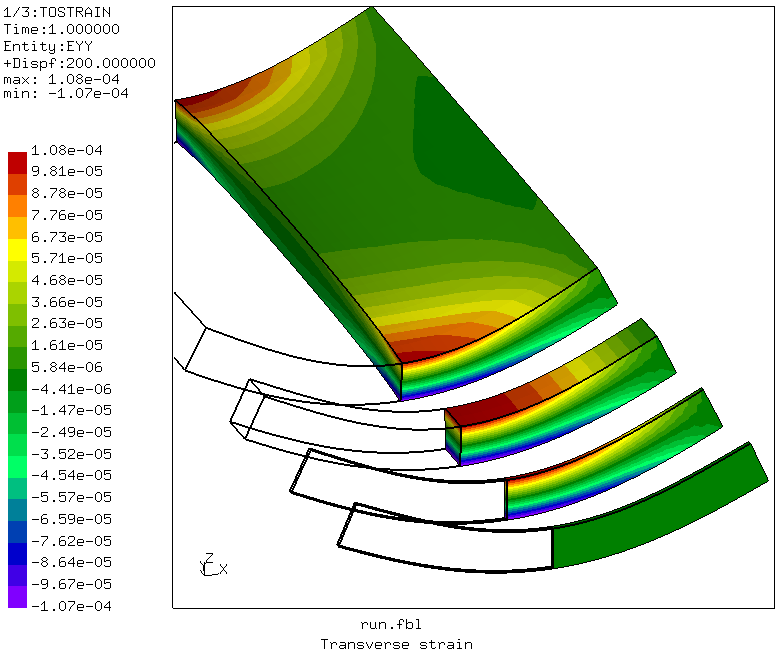 1/3:TOSTRAIN
Time:1.000000
Entity:EYY
+Dispf:200.000000
max: 1.08e-04
min: -1.07e-04
1.08e-04
9.81e-05
8.78e-05
7.76e-05
6.73e-05
5.71e-05
4.68e-05
3.66e-05
2.63e-05
1.61e-05
5.84e-06
-4.41e-06
-1.47e-05
-2.49e-05
-3.52e-05
-4.54e-05
-5.57e-05
-6.59e-05
-7.62e-05
-8.64e-05
-9.67e-05
-1.07e-04
Z
Y X
run.fbl
Transverse strain